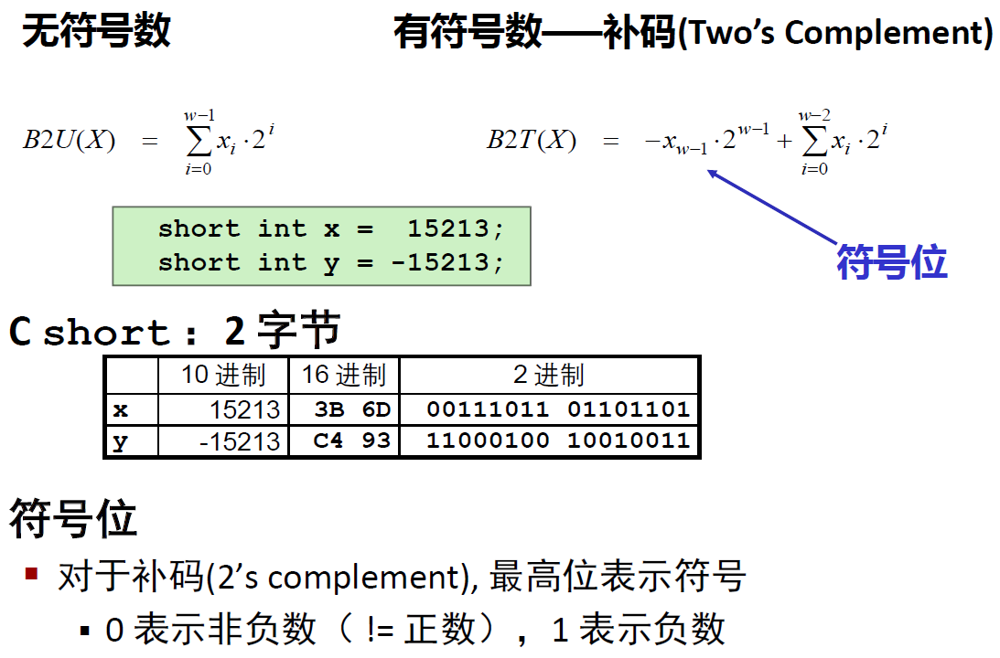 无符号数 有符号数——补码(Two's Complement)
B2U(X) = \sum_{i=0}^{w-1} x_i \cdot 2^i B2T(X) = -x_{w-1} \cdot 2^{w-1} + \sum_{i=0}^{w-2} x_i \cdot 2^i
short int x = 15213;
short int y = -15213;
符号位
C short： 2 字节
10 进制 16 进制 2 进制
x 15213 3B 6D 00111011 01101101
y -15213 C4 93 11000100 10010011
符号位
▪ 对于补码(2's complement), 最高位表示符号
▪ 0 表示非负数（ != 正数），1 表示负数